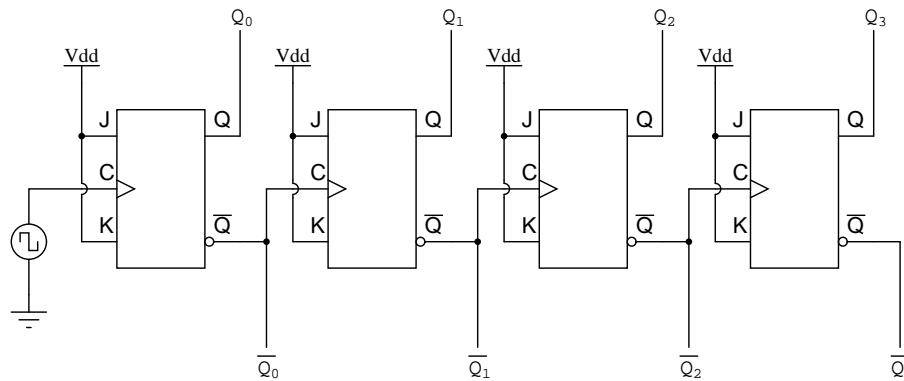 Q₀ Q₁ Q₂ Q₃
Vdd Vdd Vdd Vdd
J Q J Q J Q J Q
C C C C
K Q̅ K Q̅ K Q̅ K Q̅
Q̅₀ Q̅₁ Q̅₂ Q̅